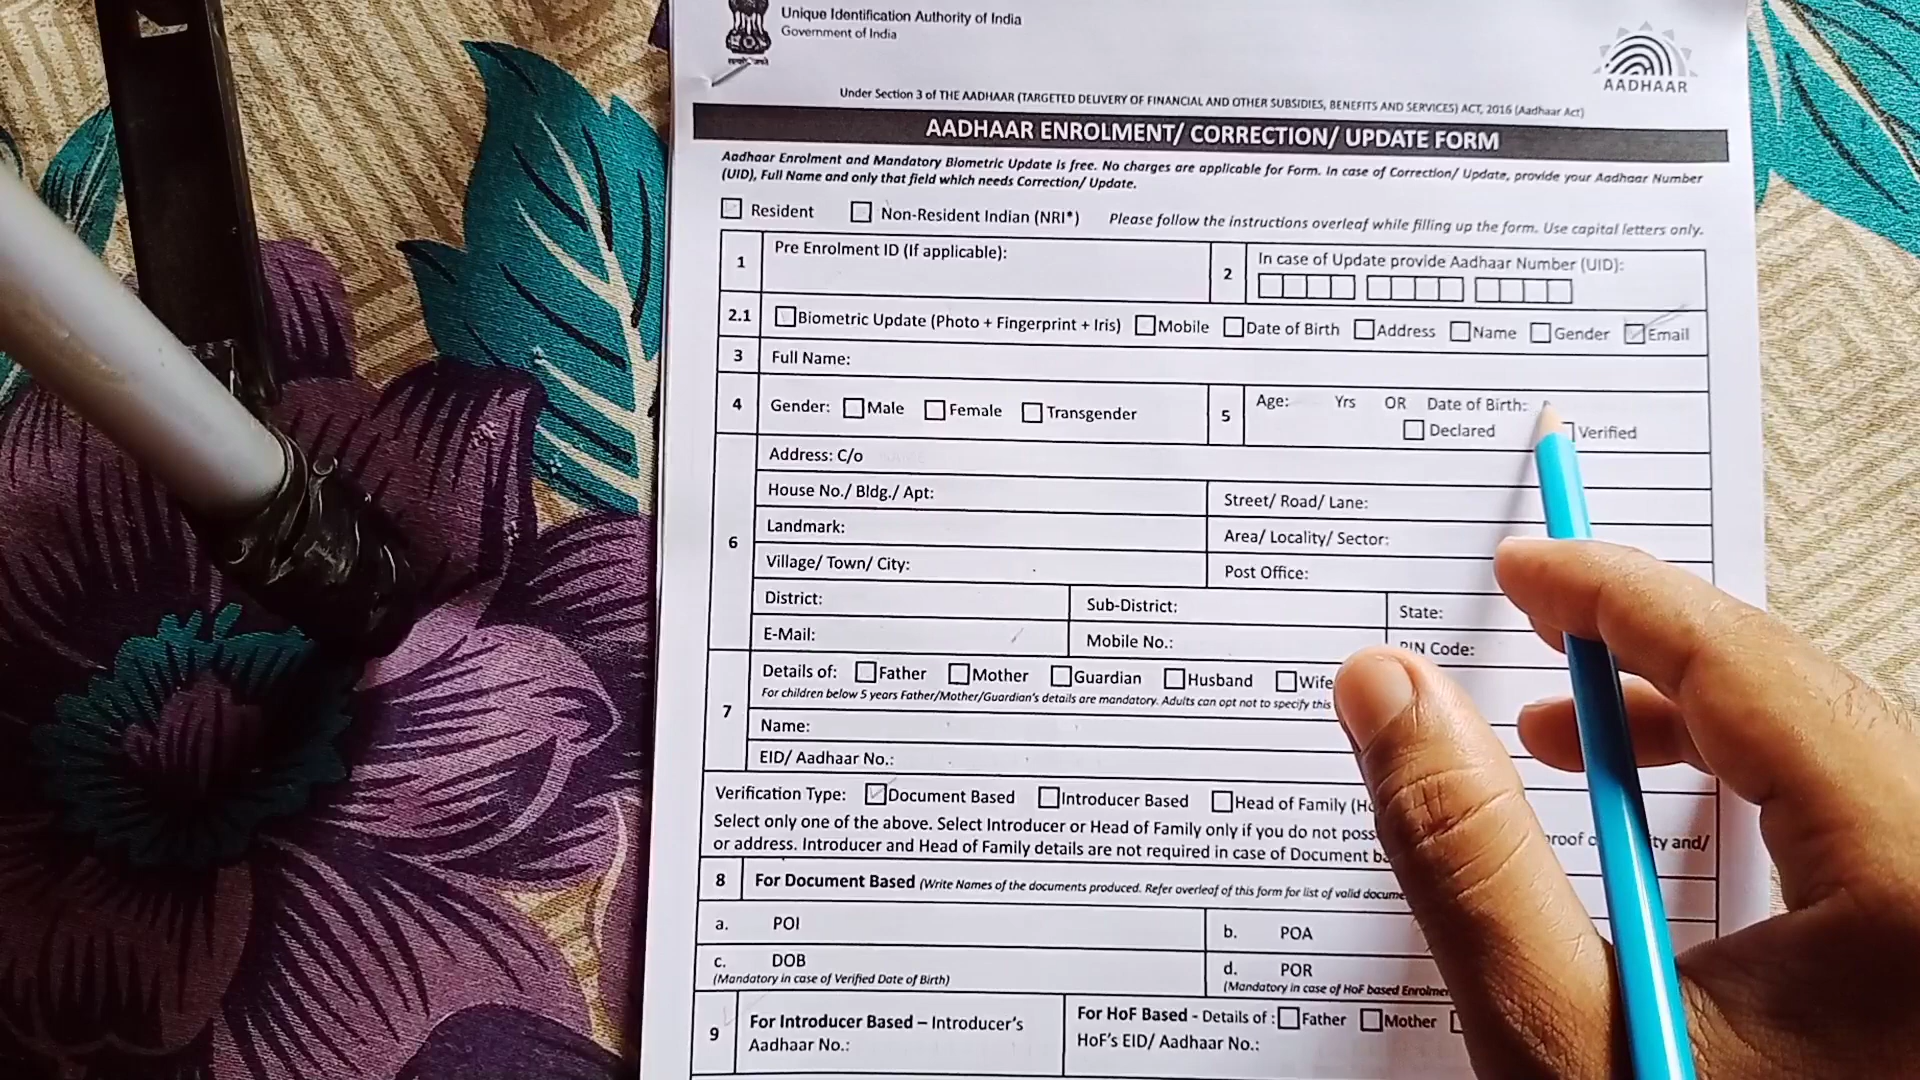 Unique Identification Authority of India
Government of India
AADHAAR
Under Section 3 of THE AADHAAR (TARGETED DELIVERY OF FINANCIAL AND OTHER SUBSIDIES, BENEFITS AND SERVICES) ACT, 2016 (Aadhaar Act)
AADHAAR ENROLMENT/ CORRECTION/ UPDATE FORM
Aadhaar Enrolment and Mandatory Biometric Update is free. No charges are applicable for Form. In case of Correction/ Update, provide your Aadhaar Number
(UID), Full Name and only that field which needs Correction/ Update.
Resident Non-Resident Indian (NRI*) Please follow the instructions overleaf while filling up the form. Use capital letters only.
1 Pre Enrolment ID (If applicable): 2 In case of Update provide Aadhaar Number (UID):
2.1 Biometric Update (Photo + Fingerprint + Iris) Mobile Date of Birth Address Name Gender Email
3 Full Name:
4 Gender: Male Female Transgender 5 Age: Yrs OR Date of Birth:
Declared Verified
6 Address: C/o
House No./ Bldg./ Apt: Street/ Road/ Lane:
Landmark: Area/ Locality/ Sector:
Village/ Town/ City: Post Office:
District: Sub-District: State:
E-Mail: Mobile No.: PIN Code:
7 Details of: Father Mother Guardian Husband Wife
For children below 5 years Father/Mother/Guardian's details are mandatory. Adults can opt not to specify this
Name:
EID/ Aadhaar No.:
Verification Type: Document Based Introducer Based Head of Family
Select only one of the above. Select Introducer or Head of Family only if you do not and/
or address. Introducer and Head of Family details are not required in case of Document
8 For Document Based (Write Names of the documents produced. Refer overleaf of this form for list of valid
a. POI b. POA
c. DOB d. POR
(Mandatory in case of Verified Date of Birth) (Mandatory in case of HoF based
9 For Introducer Based – Introducer's For HoF Based - Details of : Father Mother
Aadhaar No.: HoF's EID/ Aadhaar No.: